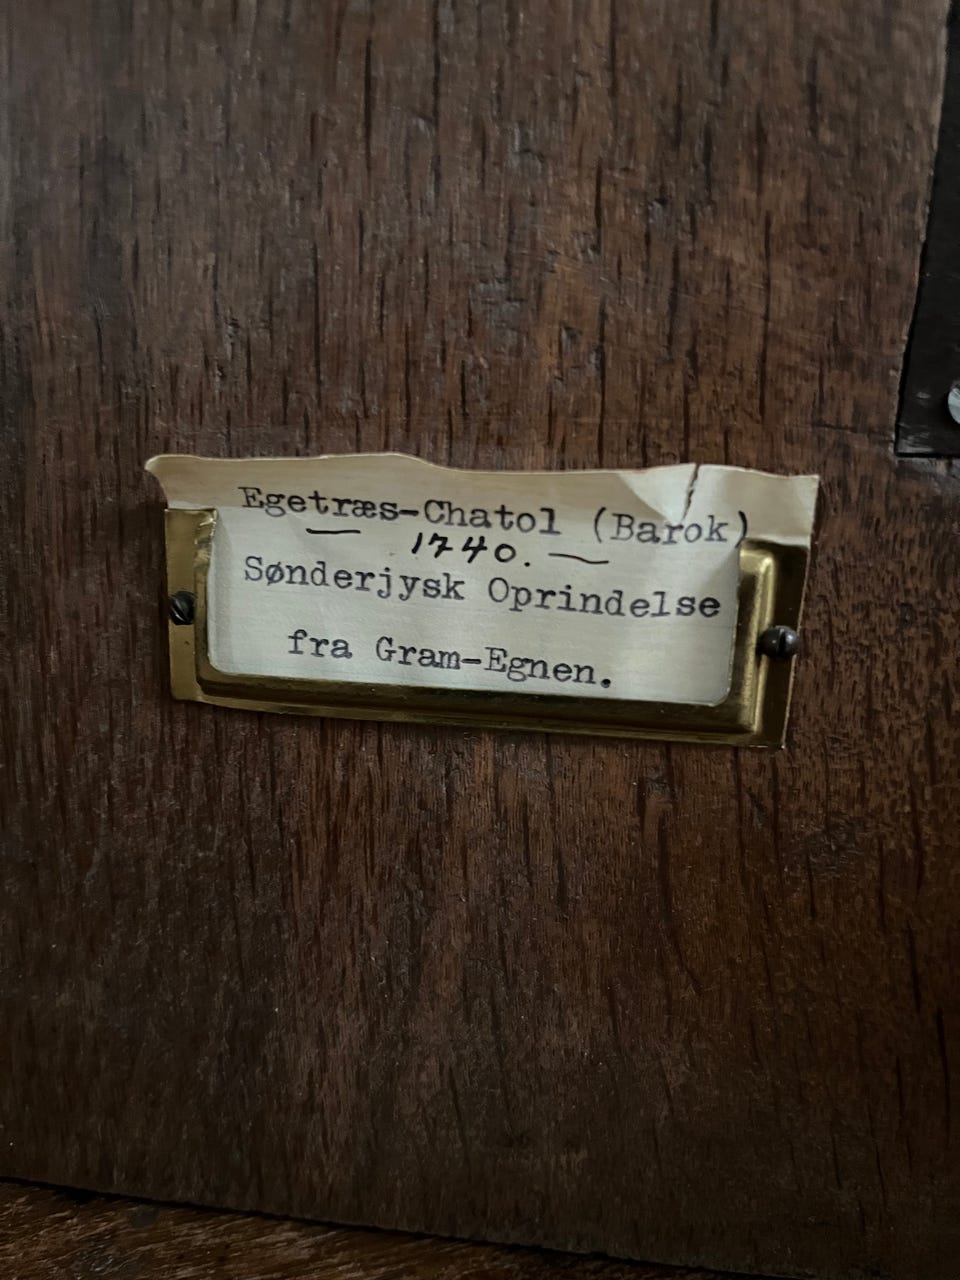 Egetræs-Chatol (Barok)
— 1740. —
Sønderjysk Oprindelse
fra Gram-Egnen.